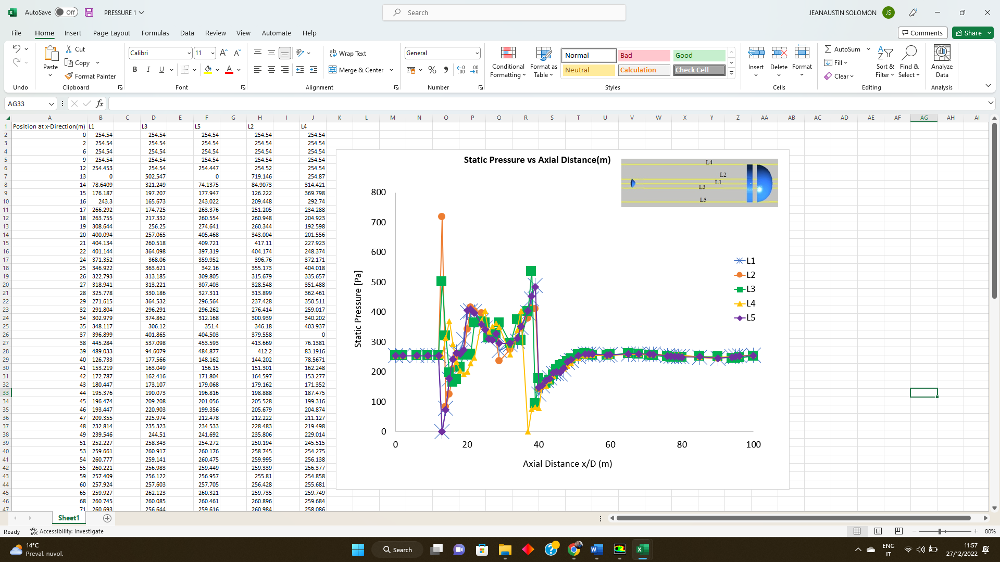 AutoSave Off PRESSURE 1 Search JEANAUSTIN SOLOMON JS
File Home Insert Page Layout Formulas Data Review View Automate Help Comments Share
Paste Cut Copy Format Painter
Calibri 11 B I U A
Wrap Text Merge & Center
General % 9
Conditional Formatting Format as Table
Normal Bad Good
Neutral Calculation Check Cell
Insert Delete Format
AutoSum Fill Clear Sort & Filter Find & Select Analyze Data
Undo Clipboard Font Alignment Number Styles Cells Editing Analysis
AG33 fx
A B C D E F G H I J K L M N O P Q R S T U V W X Y Z AA AB AC AD AE AF AG AH AI
1 Position at x-Direction(m) L1 L3 L5 L2 L4
2 0 254.54 254.54 254.54 254.54 254.54
3 2 254.54 254.54 254.54 254.54 254.54
4 6 254.54 254.54 254.54 254.54 254.54
5 9 254.54 254.54 254.54 254.54 254.54
6 12 254.453 254.54 254.447 254.52 254.54
7 13 0 502.547 0 719.146 254.87
8 14 78.6409 321.249 74.1375 84.9073 314.421
9 15 176.187 197.207 177.947 126.222 369.798
10 16 243.3 165.673 243.022 209.448 292.74
11 17 266.292 174.725 263.376 251.205 234.288
12 18 263.755 217.332 260.554 260.948 204.923
13 19 308.644 256.25 274.641 260.344 192.598
14 20 400.094 257.065 405.468 343.004 201.556
15 21 404.134 260.518 409.721 417.11 227.923
16 22 401.144 364.098 397.319 404.174 248.374
17 24 371.352 368.06 359.952 396.76 372.171
18 25 346.922 363.621 342.16 355.173 404.018
19 26 322.793 313.185 309.805 315.679 335.657
20 27 318.941 313.221 307.403 328.548 351.488
21 28 325.778 330.186 327.311 313.899 362.461
22 29 271.615 364.532 296.564 237.428 350.511
23 32 291.804 296.291 296.262 276.414 259.017
24 34 302.979 374.862 312.168 300.939 340.202
25 35 348.117 306.12 351.4 346.18 403.937
26 37 396.899 401.865 404.503 379.558 0
27 38 445.284 537.098 453.593 413.669 76.1381
28 39 489.033 94.6079 484.877 412.2 83.1916
29 40 126.733 177.566 148.162 144.202 78.5671
30 41 153.219 163.049 156.15 151.301 162.248
31 42 172.787 162.416 171.804 164.597 153.277
32 43 180.447 173.107 179.068 179.162 171.352
33 44 195.376 190.073 196.816 198.888 187.475
34 45 196.474 209.208 201.056 205.528 199.316
35 46 193.447 220.903 199.356 205.679 204.874
36 47 209.355 225.974 212.478 212.222 211.127
37 48 232.814 235.323 234.533 228.483 219.498
38 49 239.546 244.51 241.692 235.806 229.014
39 51 252.227 258.343 254.272 250.194 245.515
40 53 259.661 260.917 260.176 258.745 254.275
41 54 260.777 259.141 260.475 259.995 256.138
42 55 260.221 256.983 259.449 259.339 256.377
43 59 257.409 256.122 256.957 255.81 254.858
44 60 257.924 257.603 257.705 256.428 255.681
45 65 259.927 262.123 260.321 259.735 259.749
46 68 260.745 260.085 260.461 260.896 259.684
47 71 260.693 256.644 259.616 260.984 258.086
Static Pressure vs Axial Distance(m)
L4
L2
L1
L3
L5
800
700
600
500
400
300
200
100
0
Static Pressure [Pa]
0 20 40 60 80 100
Axial Distance x/D (m)
L1
L2
L3
L4
L5
Sheet1
Ready Accessibility: Investigate 80%
14°C
Preval. nuvol.
Search
ENG
IT
11:57
27/12/2022